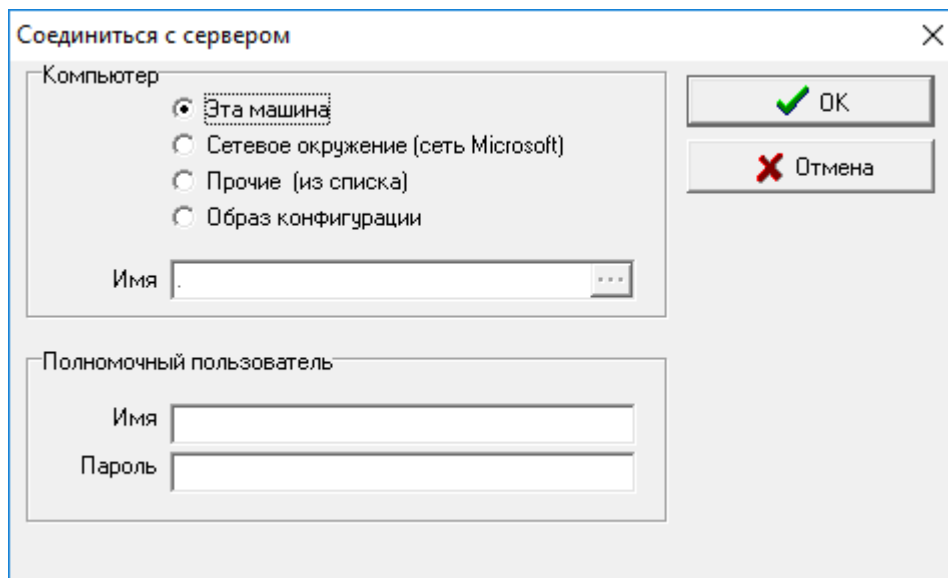 Соединиться с сервером
Компьютер
Эта машина
Сетевое окружение (сеть Microsoft)
Прочие (из списка)
Образ конфигурации
Имя .
Полномочный пользователь
Имя
Пароль
OK
Отмена